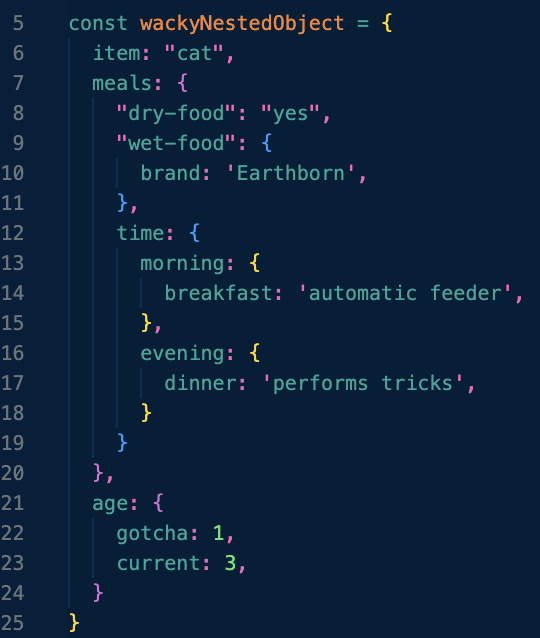 5 const wackyNestedObject = {
6   item: "cat",
7   meals: {
8     "dry-food": "yes",
9     "wet-food": {
10       brand: 'Earthborn',
11     },
12     time: {
13       morning: {
14         breakfast: 'automatic feeder',
15       },
16       evening: {
17         dinner: 'performs tricks',
18       }
19     }
20   },
21   age: {
22     gotcha: 1,
23     current: 3,
24   }
25 }